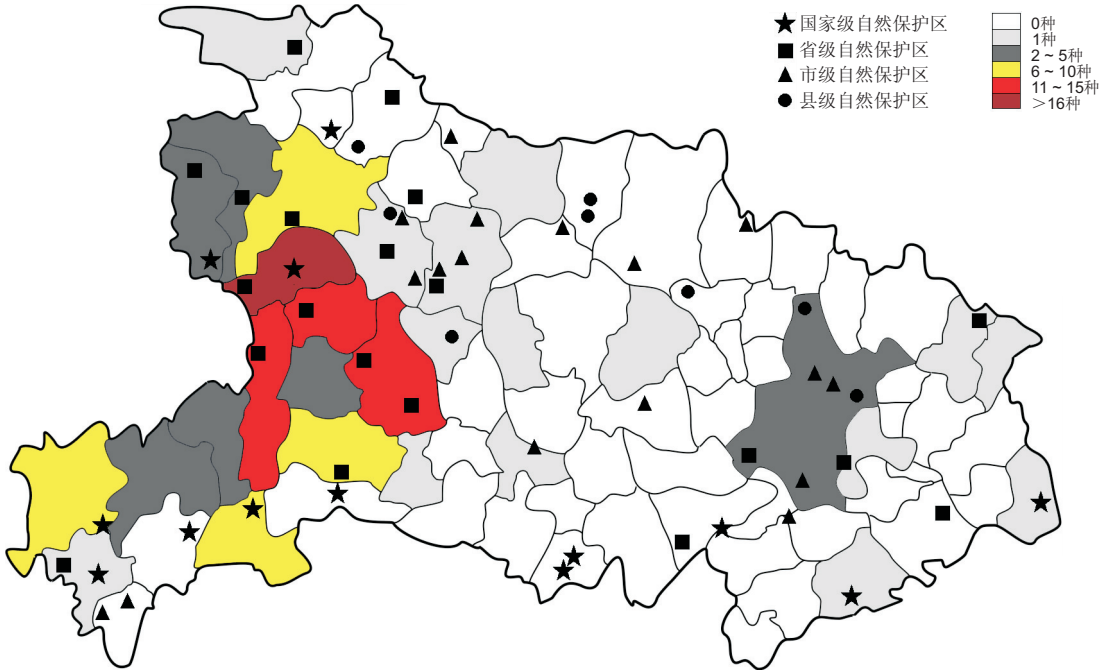 国家级自然保护区
省级自然保护区
市级自然保护区
县级自然保护区
0种
1种
2~5种
6~10种
11~15种
>16种